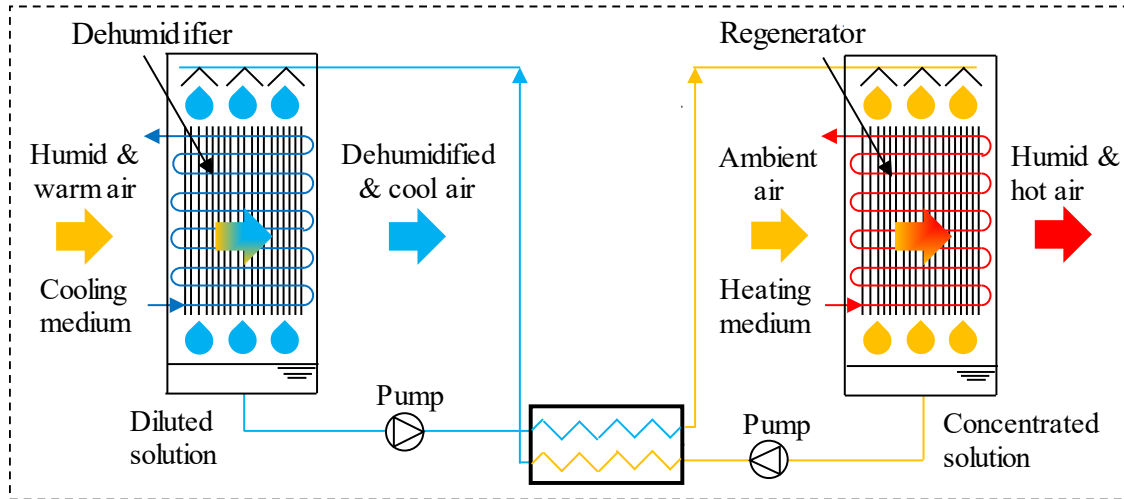 Dehumidifier
Regenerator
Humid &
warm air
Dehumidified
& cool air
Ambient
air
Humid &
hot air
Cooling
medium
Heating
medium
Diluted
solution
Pump
Pump
Concentrated
solution